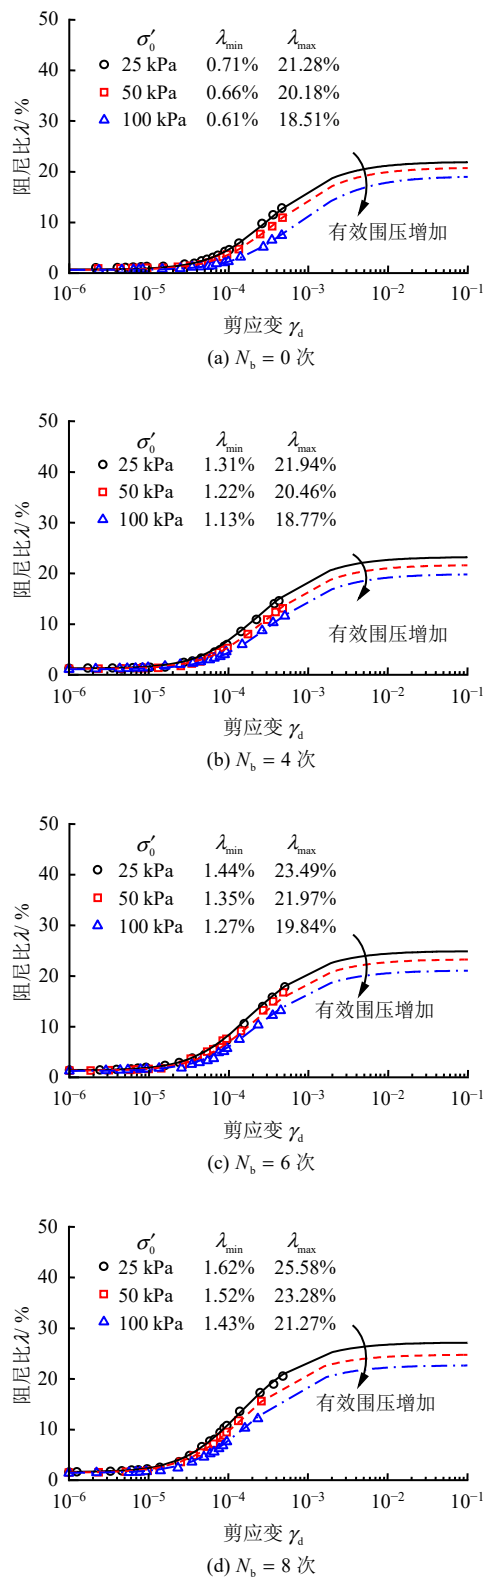 50
σ′₀ λmin λmax
25 kPa 0.71% 21.28%
40
50 kPa 0.66% 20.18%
100 kPa 0.61% 18.51%
30
阻尼比λ/ %
20
有效围压增加
10
0
10⁻⁶ 10⁻⁵ 10⁻⁴ 10⁻³ 10⁻² 10⁻¹
剪应变 γd
(a) Nb = 0 次
50
σ′₀ λmin λmax
25 kPa 1.31% 21.94%
40
50 kPa 1.22% 20.46%
100 kPa 1.13% 18.77%
30
阻尼比λ/ %
20
有效围压增加
10
0
10⁻⁶ 10⁻⁵ 10⁻⁴ 10⁻³ 10⁻² 10⁻¹
剪应变 γd
(b) Nb = 4 次
50
σ′₀ λmin λmax
25 kPa 1.44% 23.49%
40
50 kPa 1.35% 21.97%
100 kPa 1.27% 19.84%
30
阻尼比λ/ %
20
有效围压增加
10
0
10⁻⁶ 10⁻⁵ 10⁻⁴ 10⁻³ 10⁻² 10⁻¹
剪应变 γd
(c) Nb = 6 次
50
σ′₀ λmin λmax
25 kPa 1.62% 25.58%
40
50 kPa 1.52% 23.28%
100 kPa 1.43% 21.27%
30
阻尼比λ/ %
20
有效围压增加
10
0
10⁻⁶ 10⁻⁵ 10⁻⁴ 10⁻³ 10⁻² 10⁻¹
剪应变 γd
(d) Nb = 8 次